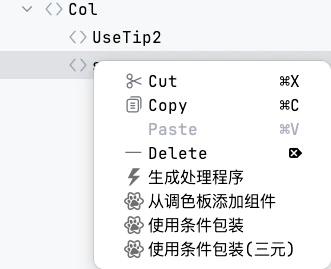 Col
UseTip2
Cut ⌘X
Copy ⌘C
Paste ⌘V
Delete ⌦
生成处理程序
从调色板添加组件
使用条件包装
使用条件包装(三元)